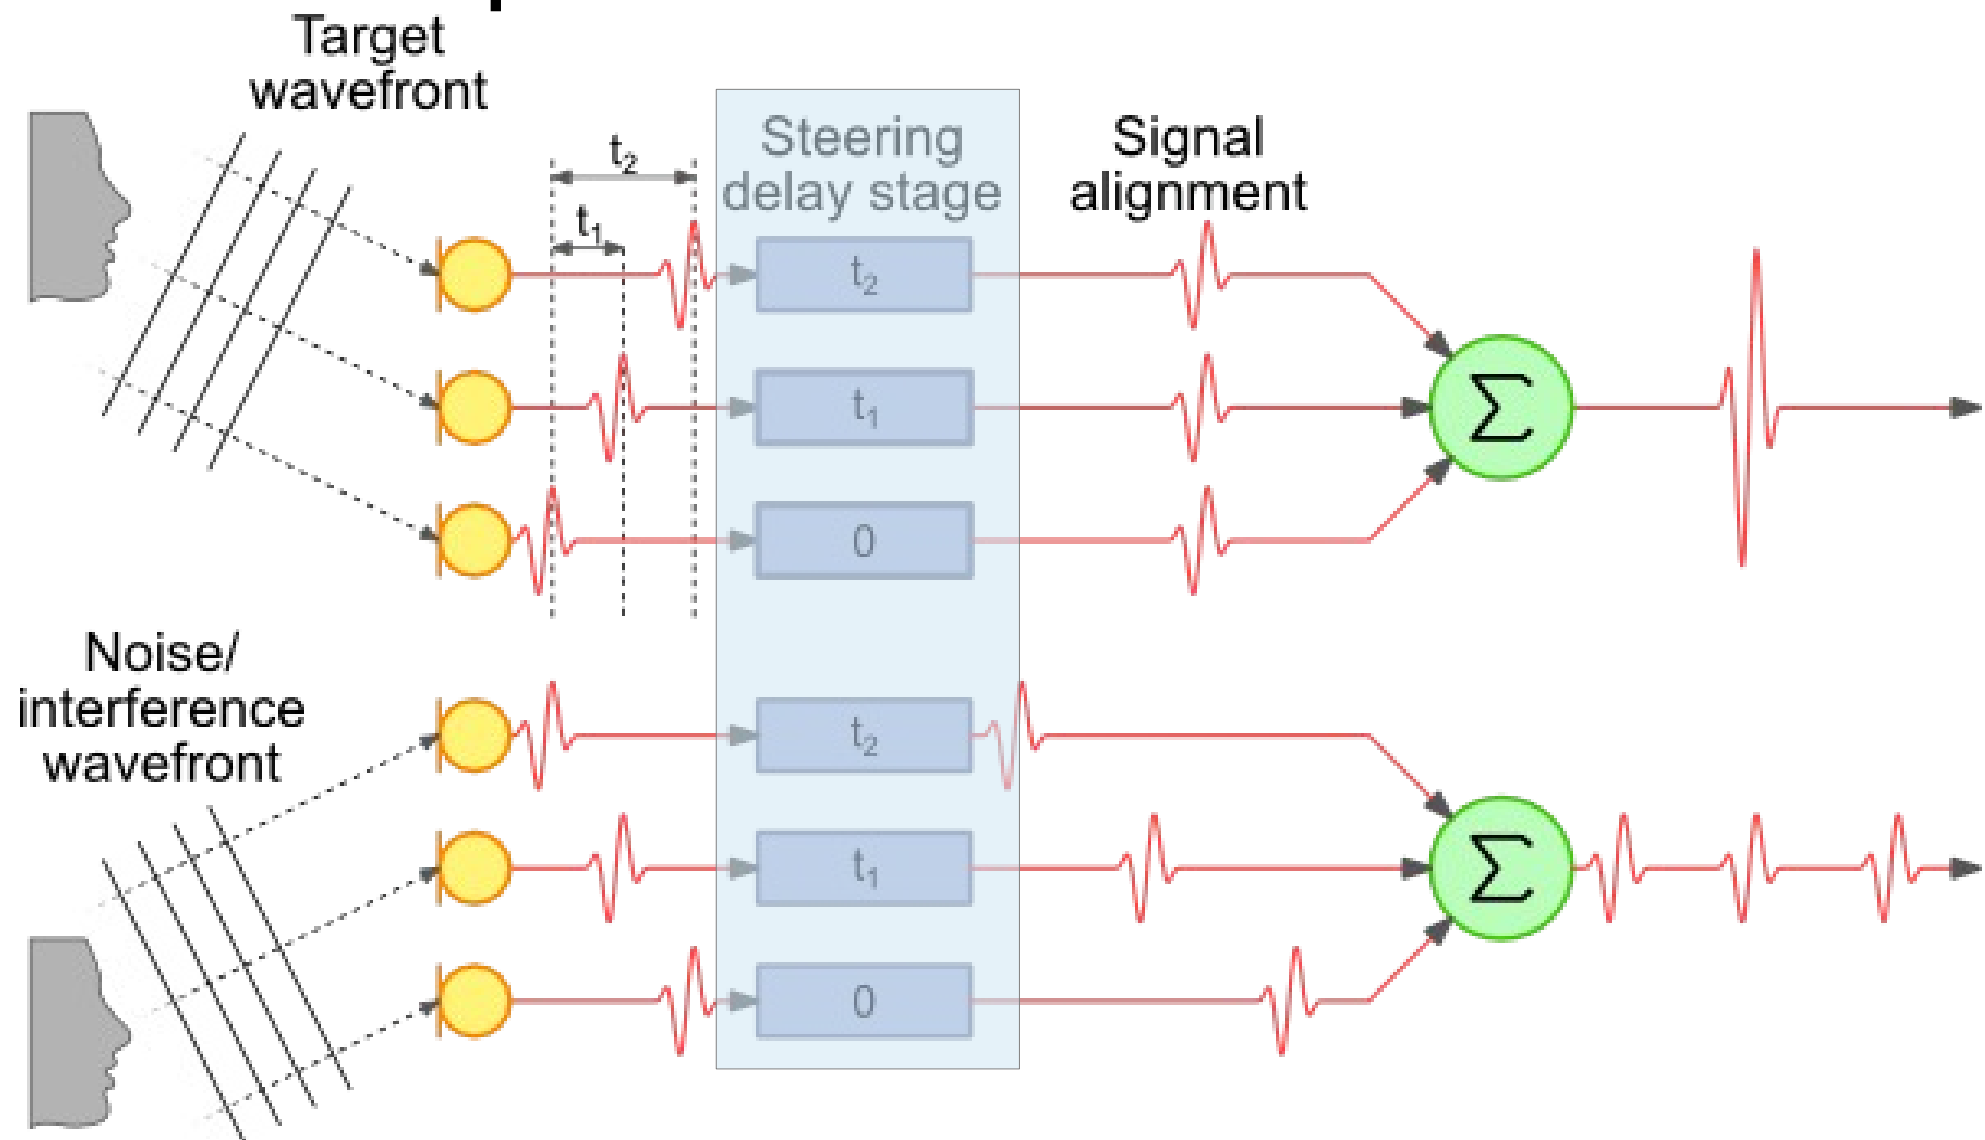 Target
wavefront
t₂
t₁
Steering
delay stage
Signal
alignment
t₂
t₁
0
Σ
Noise/
interference
wavefront
t₂
t₁
0
Σ